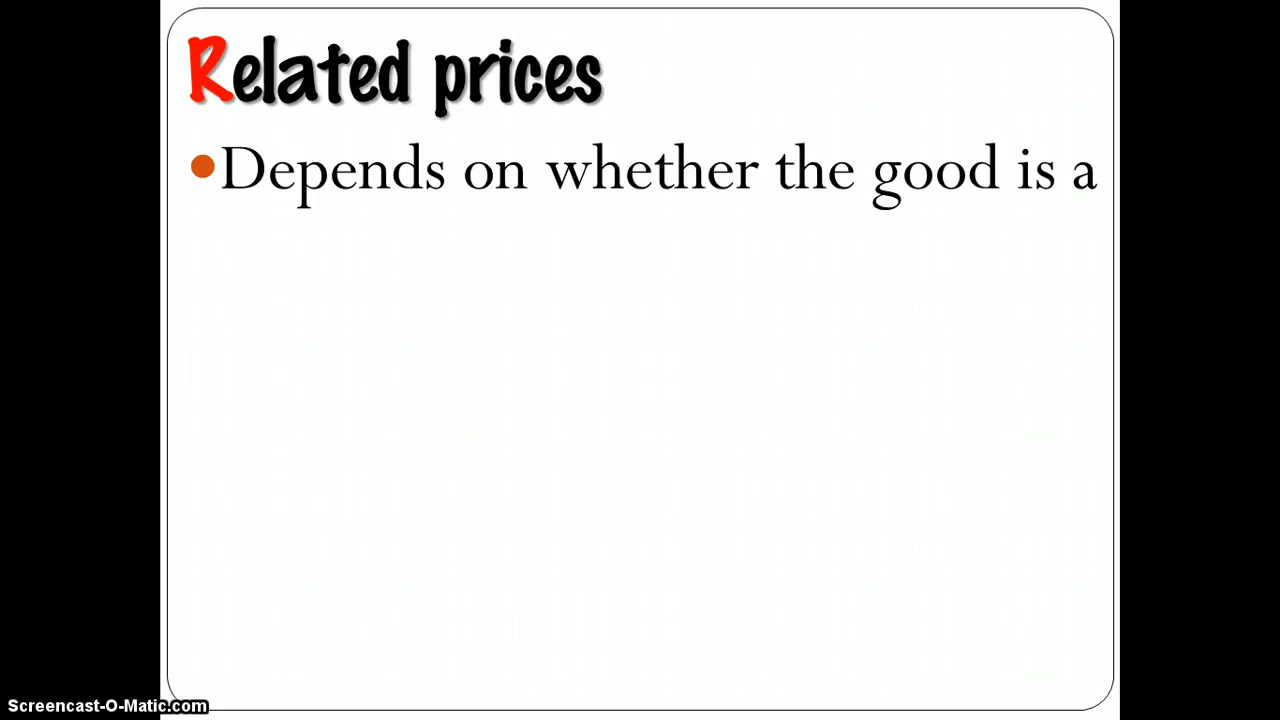 Related prices
•Depends on whether the good is a
Screencast-O-Matic.com